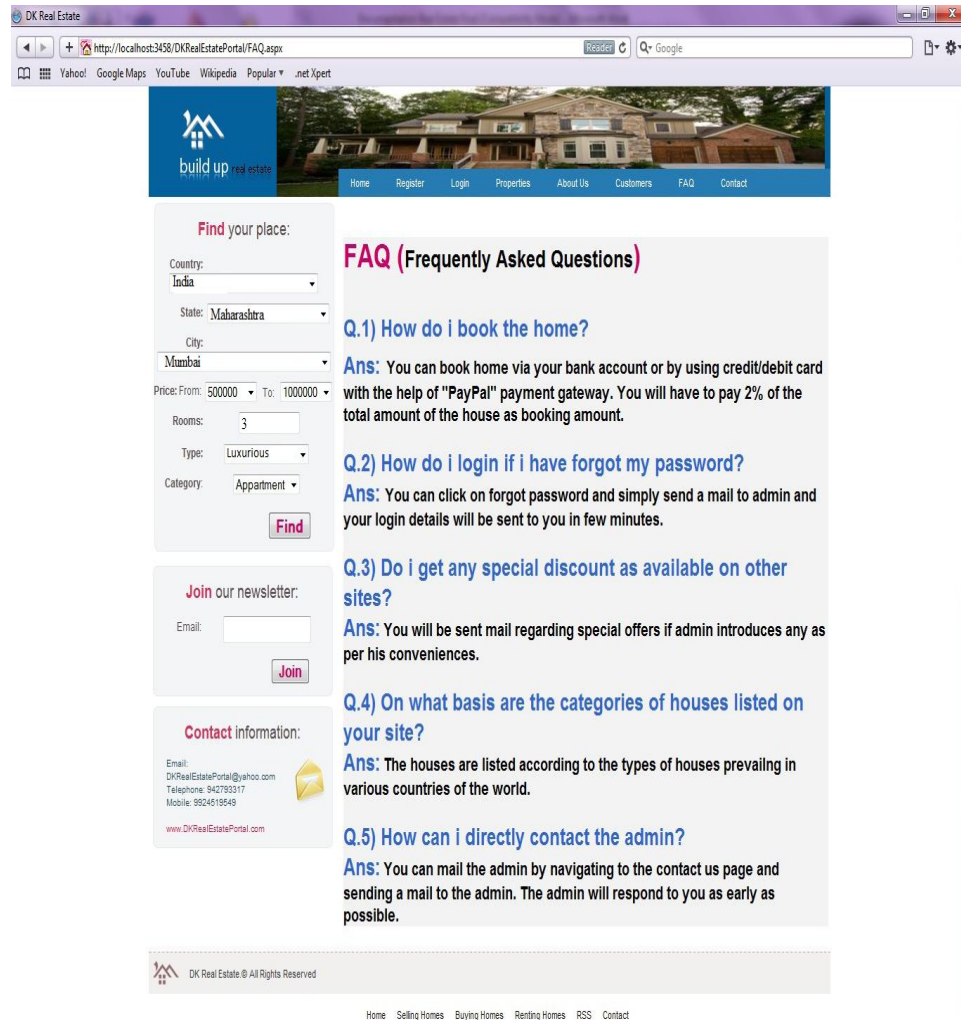 DK Real Estate
http://localhost:3458/DKRealEstatePortal/FAQ.aspx
Reader
Google
Yahoo! Google Maps YouTube Wikipedia Popular .net Xpert
build up real estate
Home Register Login Properties About Us Customers FAQ Contact
Find your place:
Country:
India
State: Maharashtra
City:
Mumbai
Price: From: 500000 To: 1000000
Rooms: 3
Type: Luxurious
Category: Appartment
Find
Join our newsletter:
Email:
Join
Contact information:
Email:
DKRealEstatePortal@yahoo.com
Telephone: 942793317
Mobile: 9924519549
www.DKRealEstatePortal.com
FAQ (Frequently Asked Questions)
Q.1) How do i book the home?
Ans: You can book home via your bank account or by using credit/debit card
with the help of "PayPal" payment gateway. You will have to pay 2% of the
total amount of the house as booking amount.
Q.2) How do i login if i have forgot my password?
Ans: You can click on forgot password and simply send a mail to admin and
your login details will be sent to you in few minutes.
Q.3) Do i get any special discount as available on other
sites?
Ans: You will be sent mail regarding special offers if admin introduces any as
per his conveniences.
Q.4) On what basis are the categories of houses listed on
your site?
Ans: The houses are listed according to the types of houses prevailng in
various countries of the world.
Q.5) How can i directly contact the admin?
Ans: You can mail the admin by navigating to the contact us page and
sending a mail to the admin. The admin will respond to you as early as
possible.
DK Real Estate.© All Rights Reserved
Home Selling Homes Buying Homes Renting Homes RSS Contact